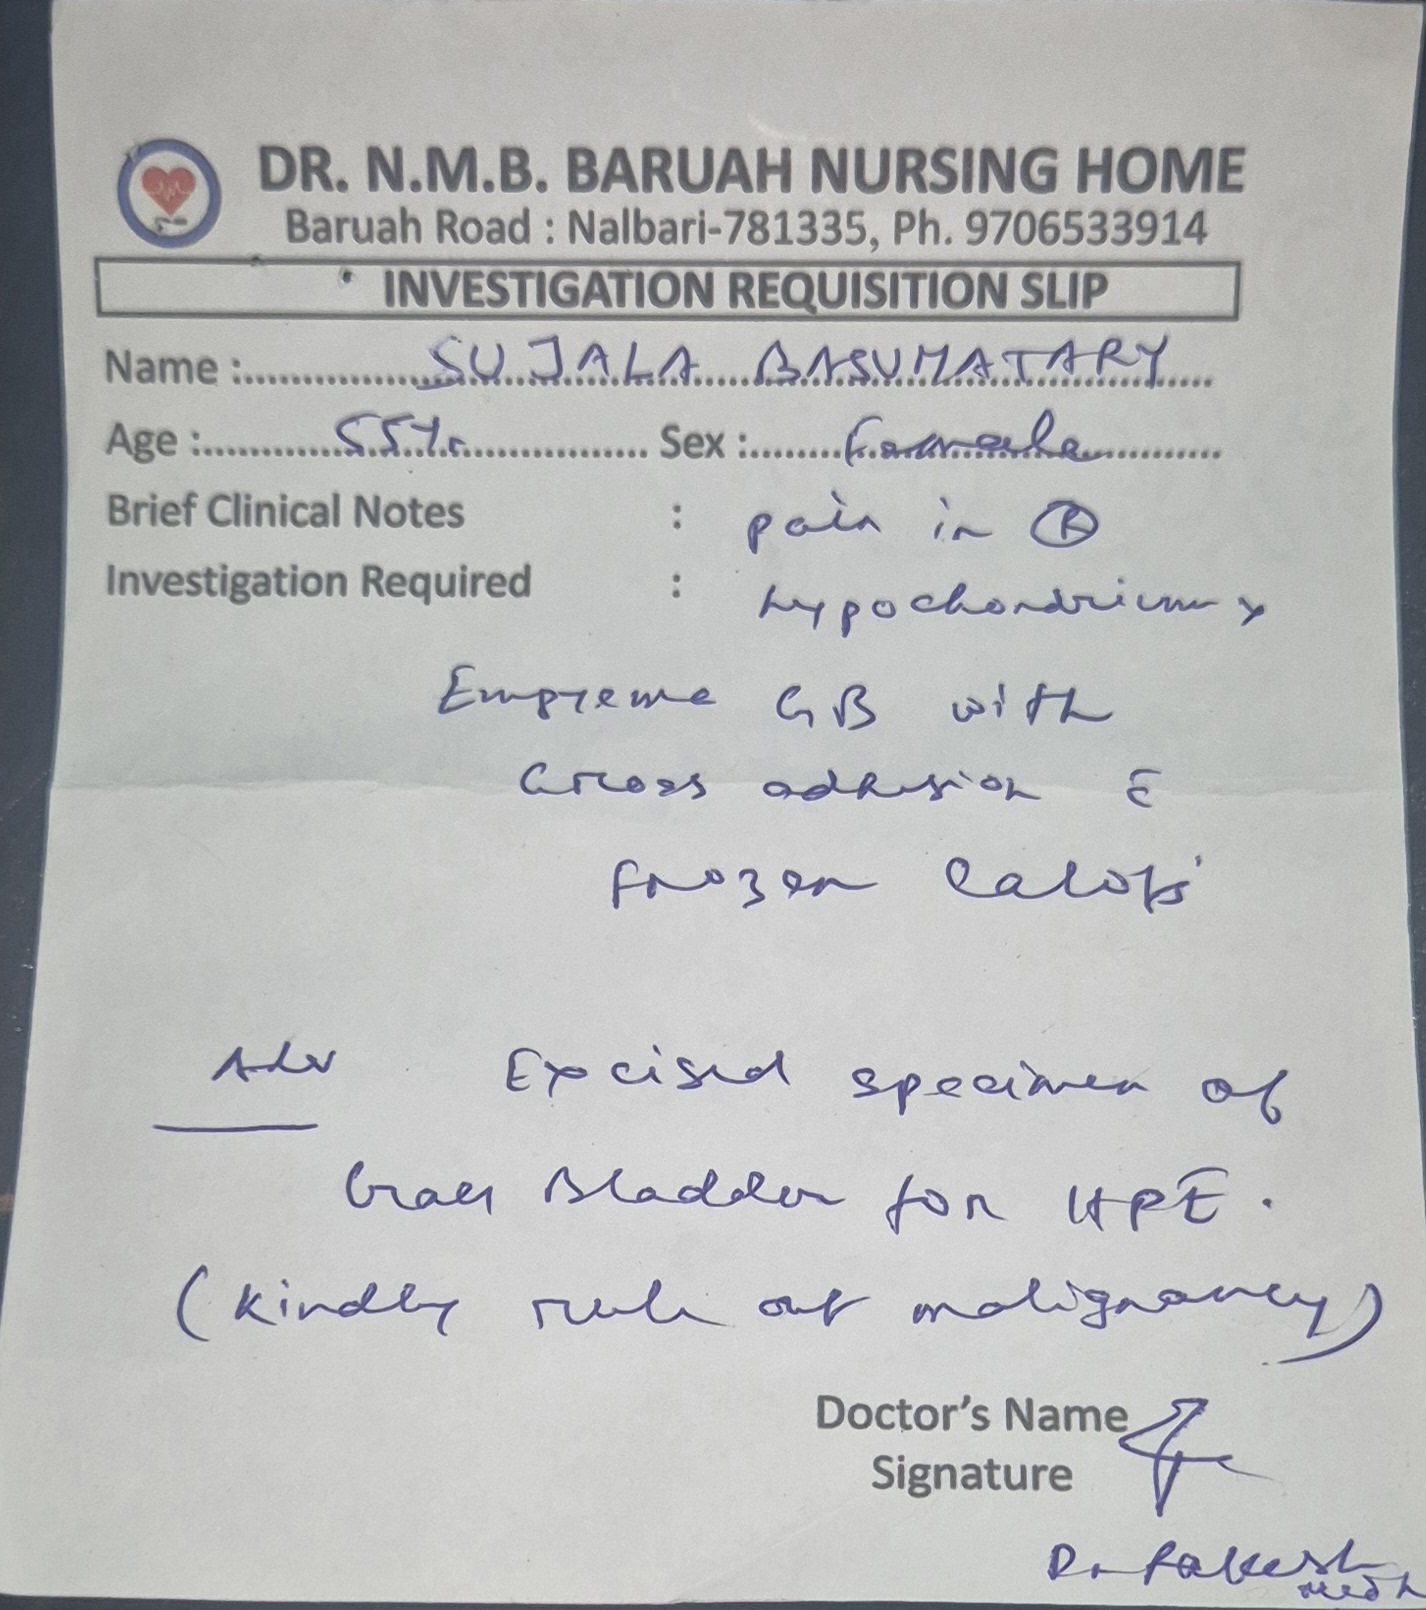 DR. N.M.B. BARUAH NURSING HOME
Baruah Road : Nalbari-781335, Ph. 9706533914
INVESTIGATION REQUISITION SLIP
Name : SUJALA BASUMATARY
Age : 55Yr Sex : Female
Brief Clinical Notes : pain in Ⓡ
Investigation Required : hypochondrium
Empyema GB with
Gross adhesion c̄
Frozen Calot's
Adv Excised specimen of
Gall Bladder for HPE.
(Kindly rule out malignancy)
Doctor's Name
Signature
Dr Rakesh